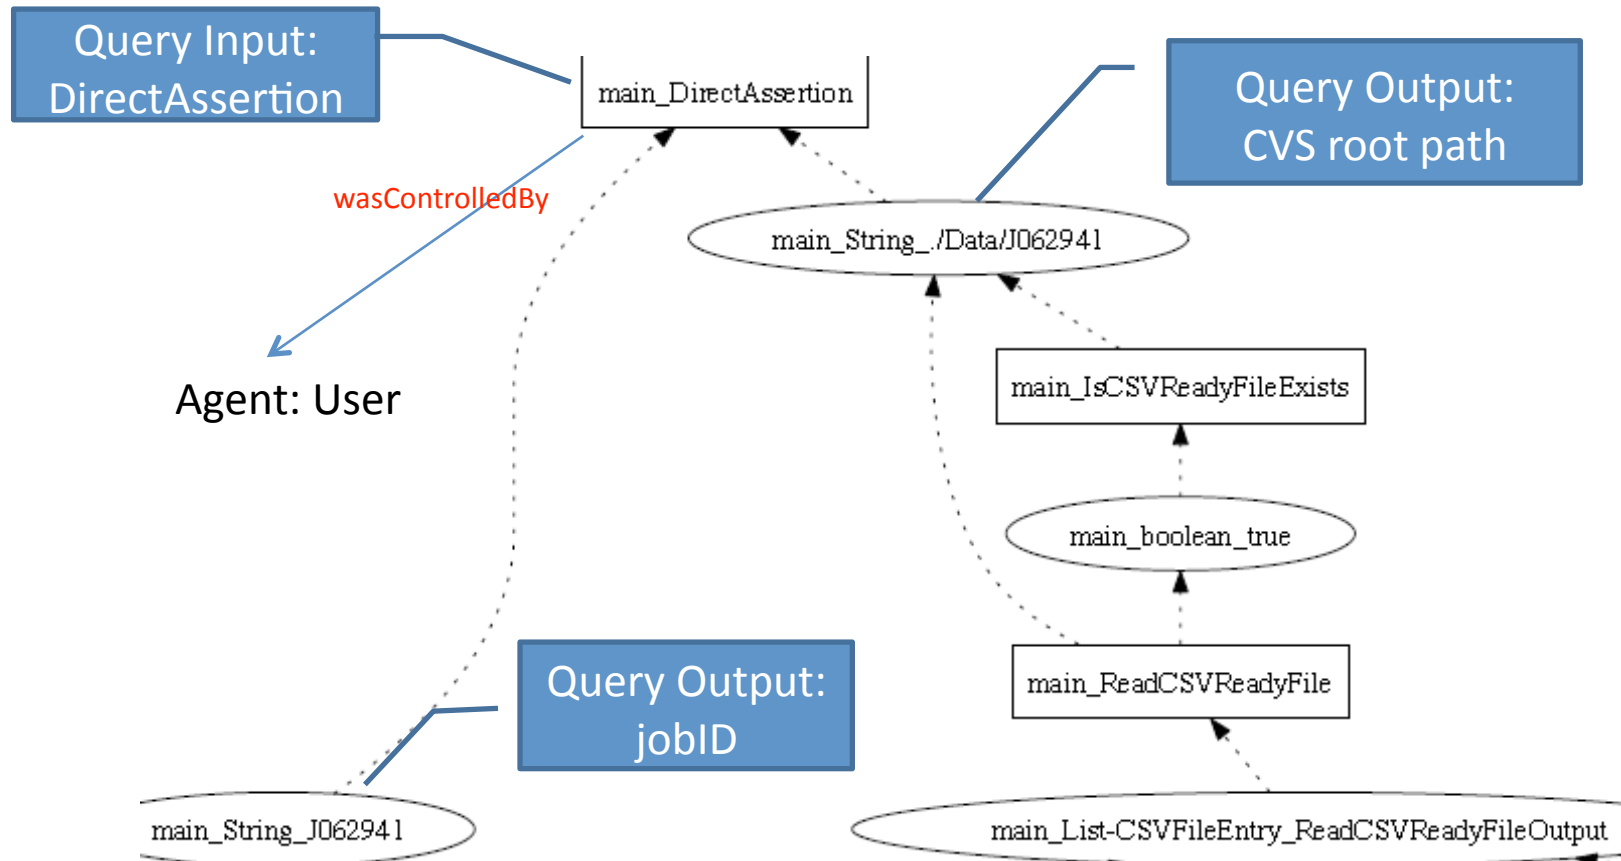 Query Input:
DirectAssertion
main_DirectAssertion
Query Output:
CVS root path
wasControlledBy
main_String_./Data/J062941
Agent: User
main_IsCSVReadyFileExists
main_boolean_true
Query Output:
jobID
main_ReadCSVReadyFile
main_String_J062941
main_List-CSVFileEntry_ReadCSVReadyFileOutput